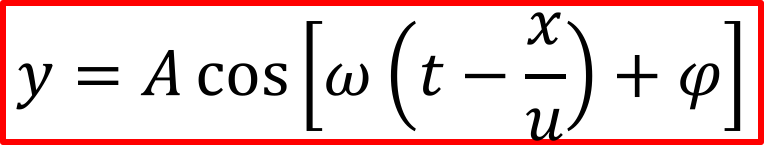 y = A cos [ω (t − x/u) + φ]